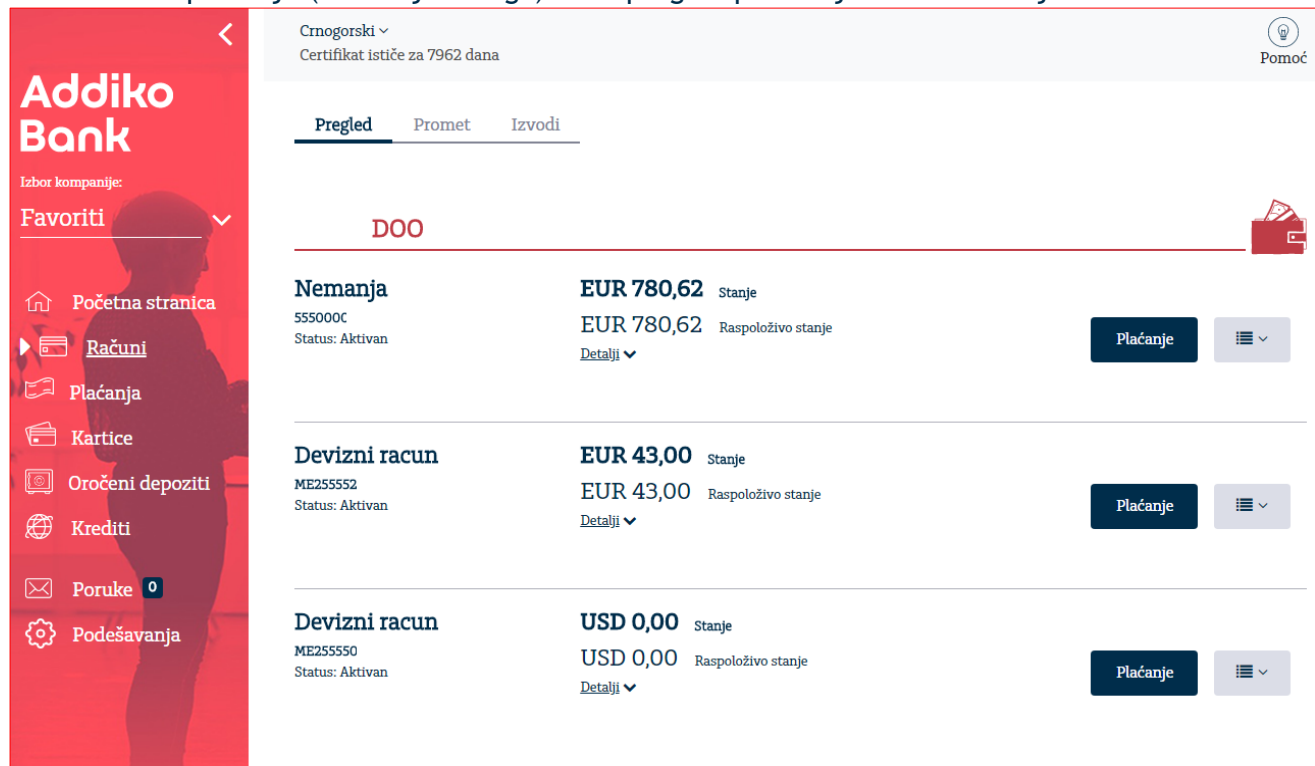 Crnogorski
Certifikat ističe za 7962 dana
Pomoć
Addiko
Bank
Izbor kompanije:
Favoriti
Početna stranica
Računi
Plaćanja
Kartice
Oročeni depoziti
Krediti
Poruke 0
Podešavanja
Pregled Promet Izvodi
DOO
Nemanja
555000C
Status: Aktivan
EUR 780,62 Stanje
EUR 780,62 Raspoloživo stanje
Detalji
Plaćanje
Devizni racun
ME255552
Status: Aktivan
EUR 43,00 Stanje
EUR 43,00 Raspoloživo stanje
Detalji
Plaćanje
Devizni racun
ME255550
Status: Aktivan
USD 0,00 Stanje
USD 0,00 Raspoloživo stanje
Detalji
Plaćanje